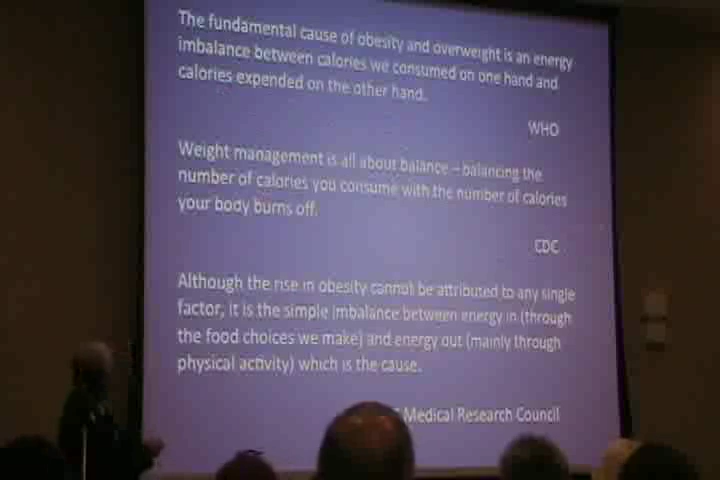 The fundamental cause of obesity and overweight is an energy
imbalance between calories we consumed on one hand and
calories expended on the other hand.
WHO
Weight management is all about balance – balancing the
number of calories you consume with the number of calories
your body burns off.
CDC
Although the rise in obesity cannot be attributed to any single
factor, it is the simple imbalance between energy in (through
the food choices we make) and energy out (mainly through
physical activity) which is the cause.
Medical Research Council